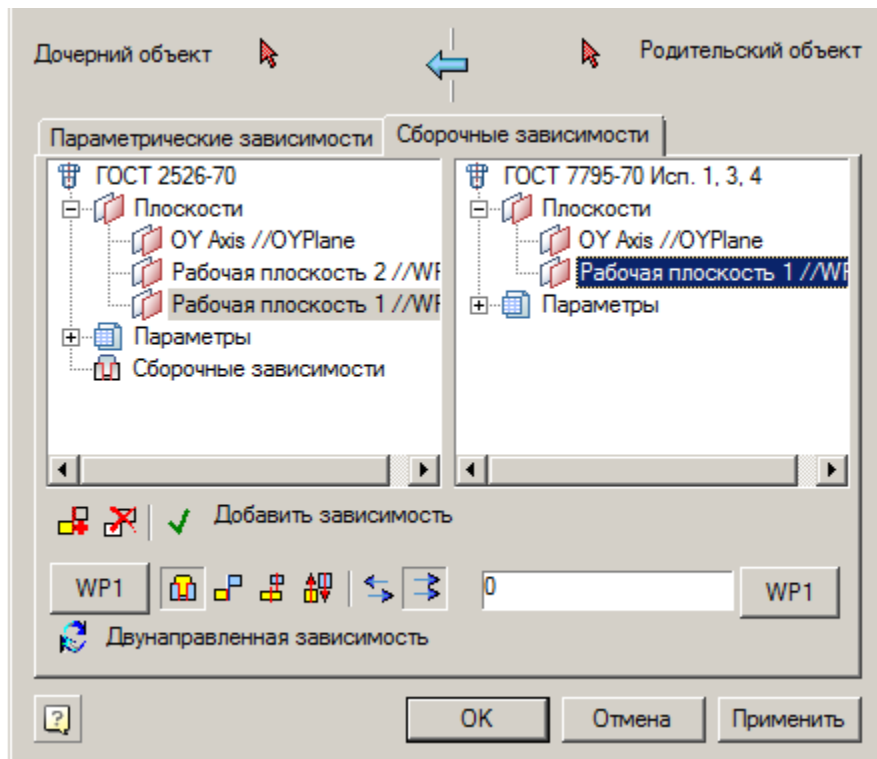 Дочерний объект
Родительский объект
Параметрические зависимости
Сборочные зависимости
ГОСТ 2526-70
Плоскости
OY Axis //OYPlane
Рабочая плоскость 2 //WF
Рабочая плоскость 1 //WF
Параметры
Сборочные зависимости
ГОСТ 7795-70 Исп. 1, 3, 4
Плоскости
OY Axis //OYPlane
Рабочая плоскость 1 //WF
Параметры
Добавить зависимость
WP1
0
WP1
Двунаправленная зависимость
?
OK
Отмена
Применить